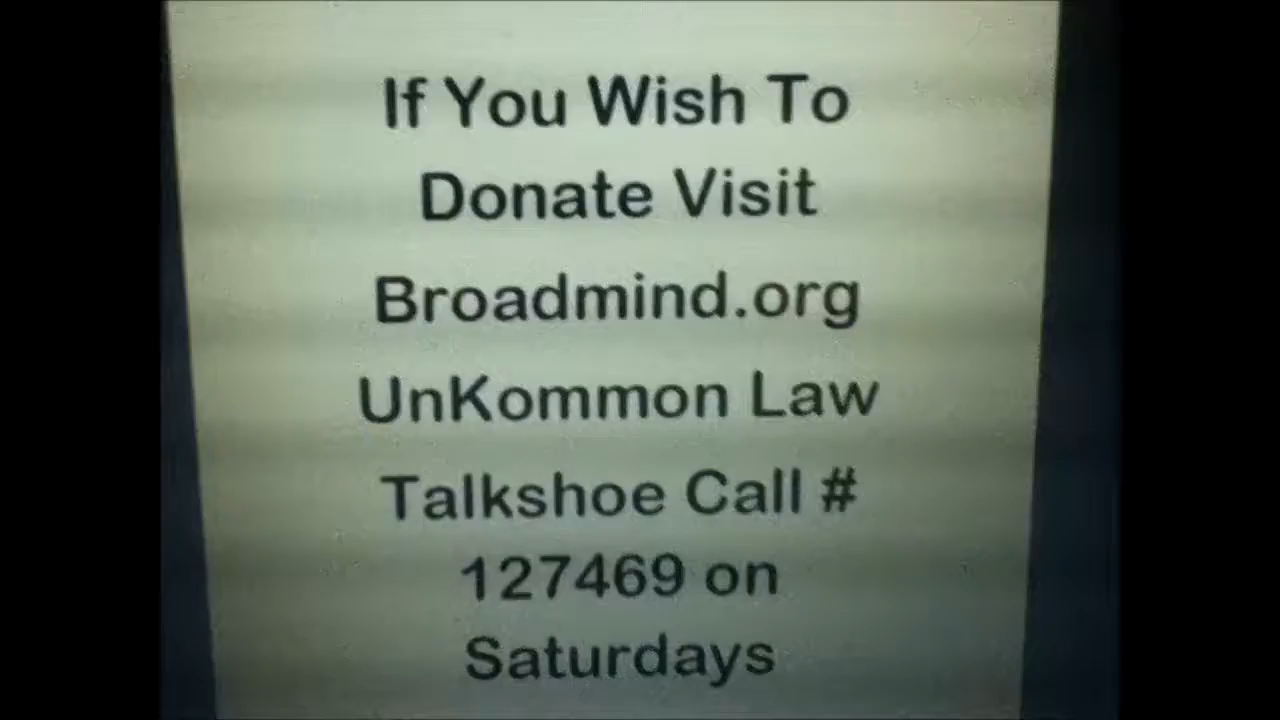 If You Wish To
Donate Visit
Broadmind.org
UnKommon Law
Talkshoe Call #
127469 on
Saturdays